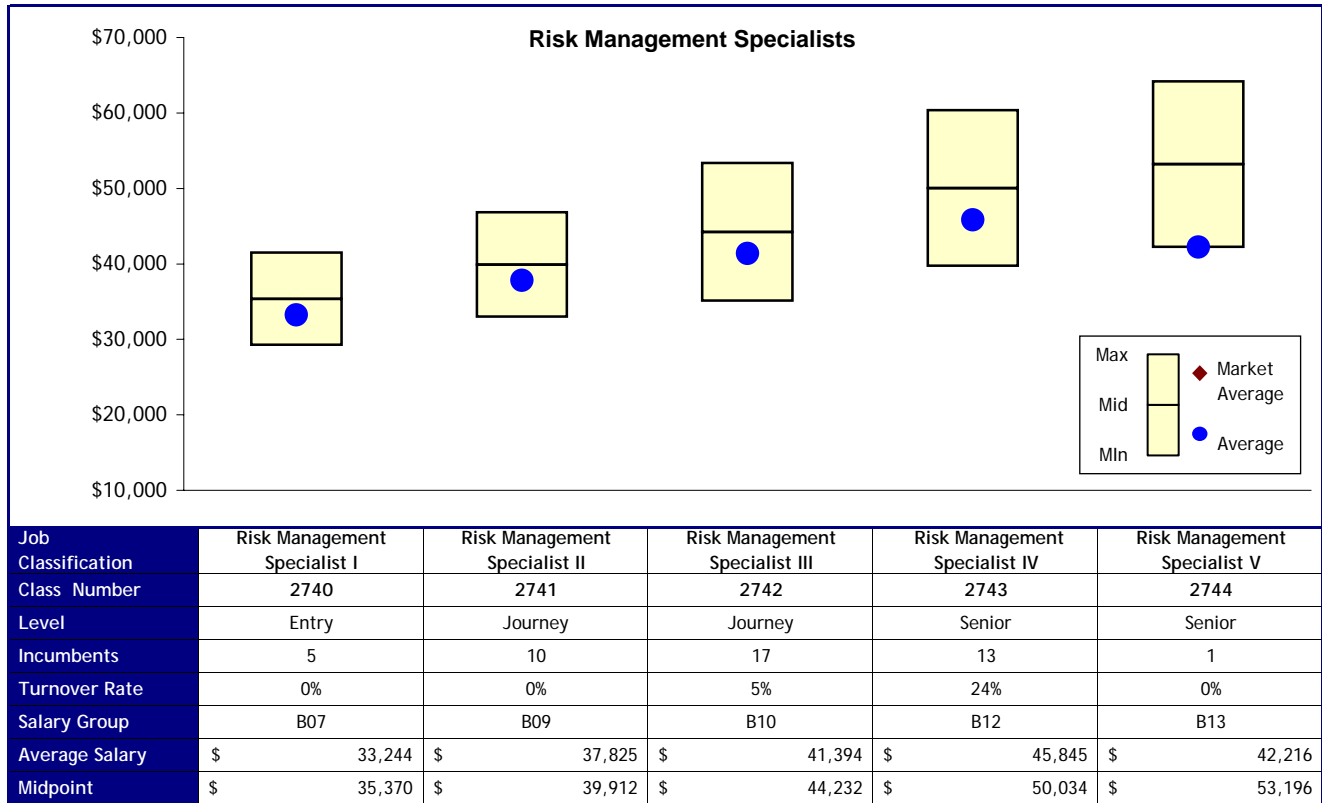 Risk Management Specialists
$70,000
$60,000
$50,000
$40,000
$30,000
$20,000
$10,000
Max
Mid
MIn
Market
Average
Average
Job
Classification
Risk Management
Specialist I
Risk Management
Specialist II
Risk Management
Specialist III
Risk Management
Specialist IV
Risk Management
Specialist V
Class Number 2740 2741 2742 2743 2744
Level Entry Journey Journey Senior Senior
Incumbents 5 10 17 13 1
Turnover Rate 0% 0% 5% 24% 0%
Salary Group B07 B09 B10 B12 B13
Average Salary $ 33,244 $ 37,825 $ 41,394 $ 45,845 $ 42,216
Midpoint $ 35,370 $ 39,912 $ 44,232 $ 50,034 $ 53,196